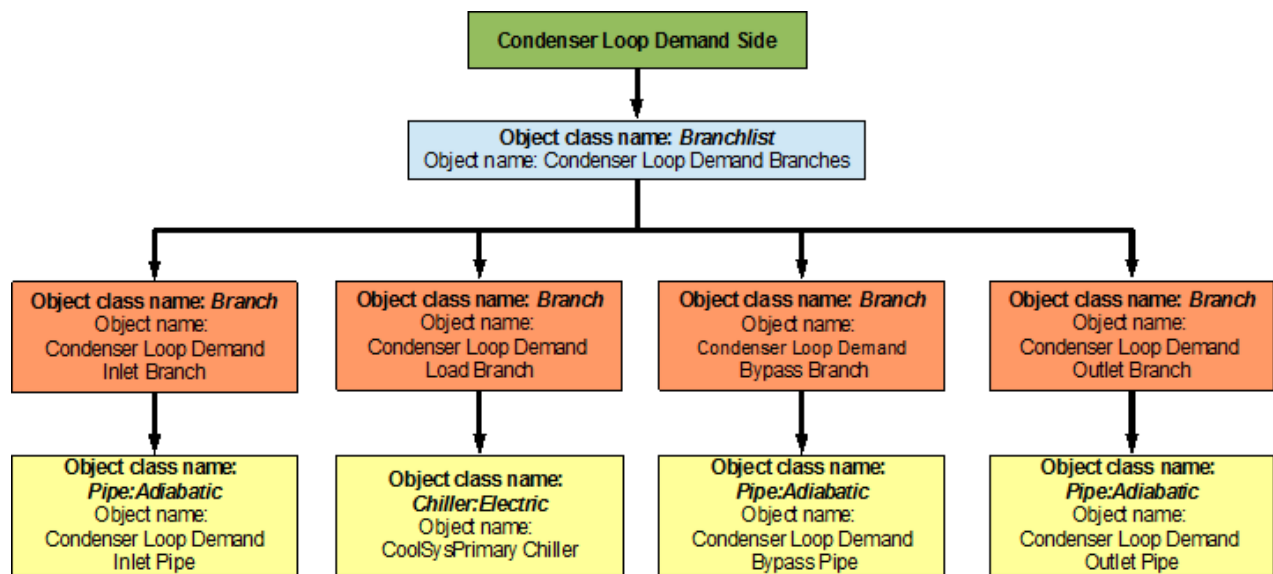 Condenser Loop Demand Side
Object class name: Branchlist
Object name: Condenser Loop Demand Branches
Object class name: Branch
Object name:
Condenser Loop Demand
Inlet Branch
Object class name: Branch
Object name:
Condenser Loop Demand
Load Branch
Object class name: Branch
Object name:
Condenser Loop Demand
Bypass Branch
Object class name: Branch
Object name:
Condenser Loop Demand
Outlet Branch
Object class name:
Pipe:Adiabatic
Object name:
Condenser Loop Demand
Inlet Pipe
Object class name:
Chiller:Electric
Object name:
CoolSysPrimary Chiller
Object class name:
Pipe:Adiabatic
Object name:
Condenser Loop Demand
Bypass Pipe
Object class name:
Pipe:Adiabatic
Object name:
Condenser Loop Demand
Outlet Pipe